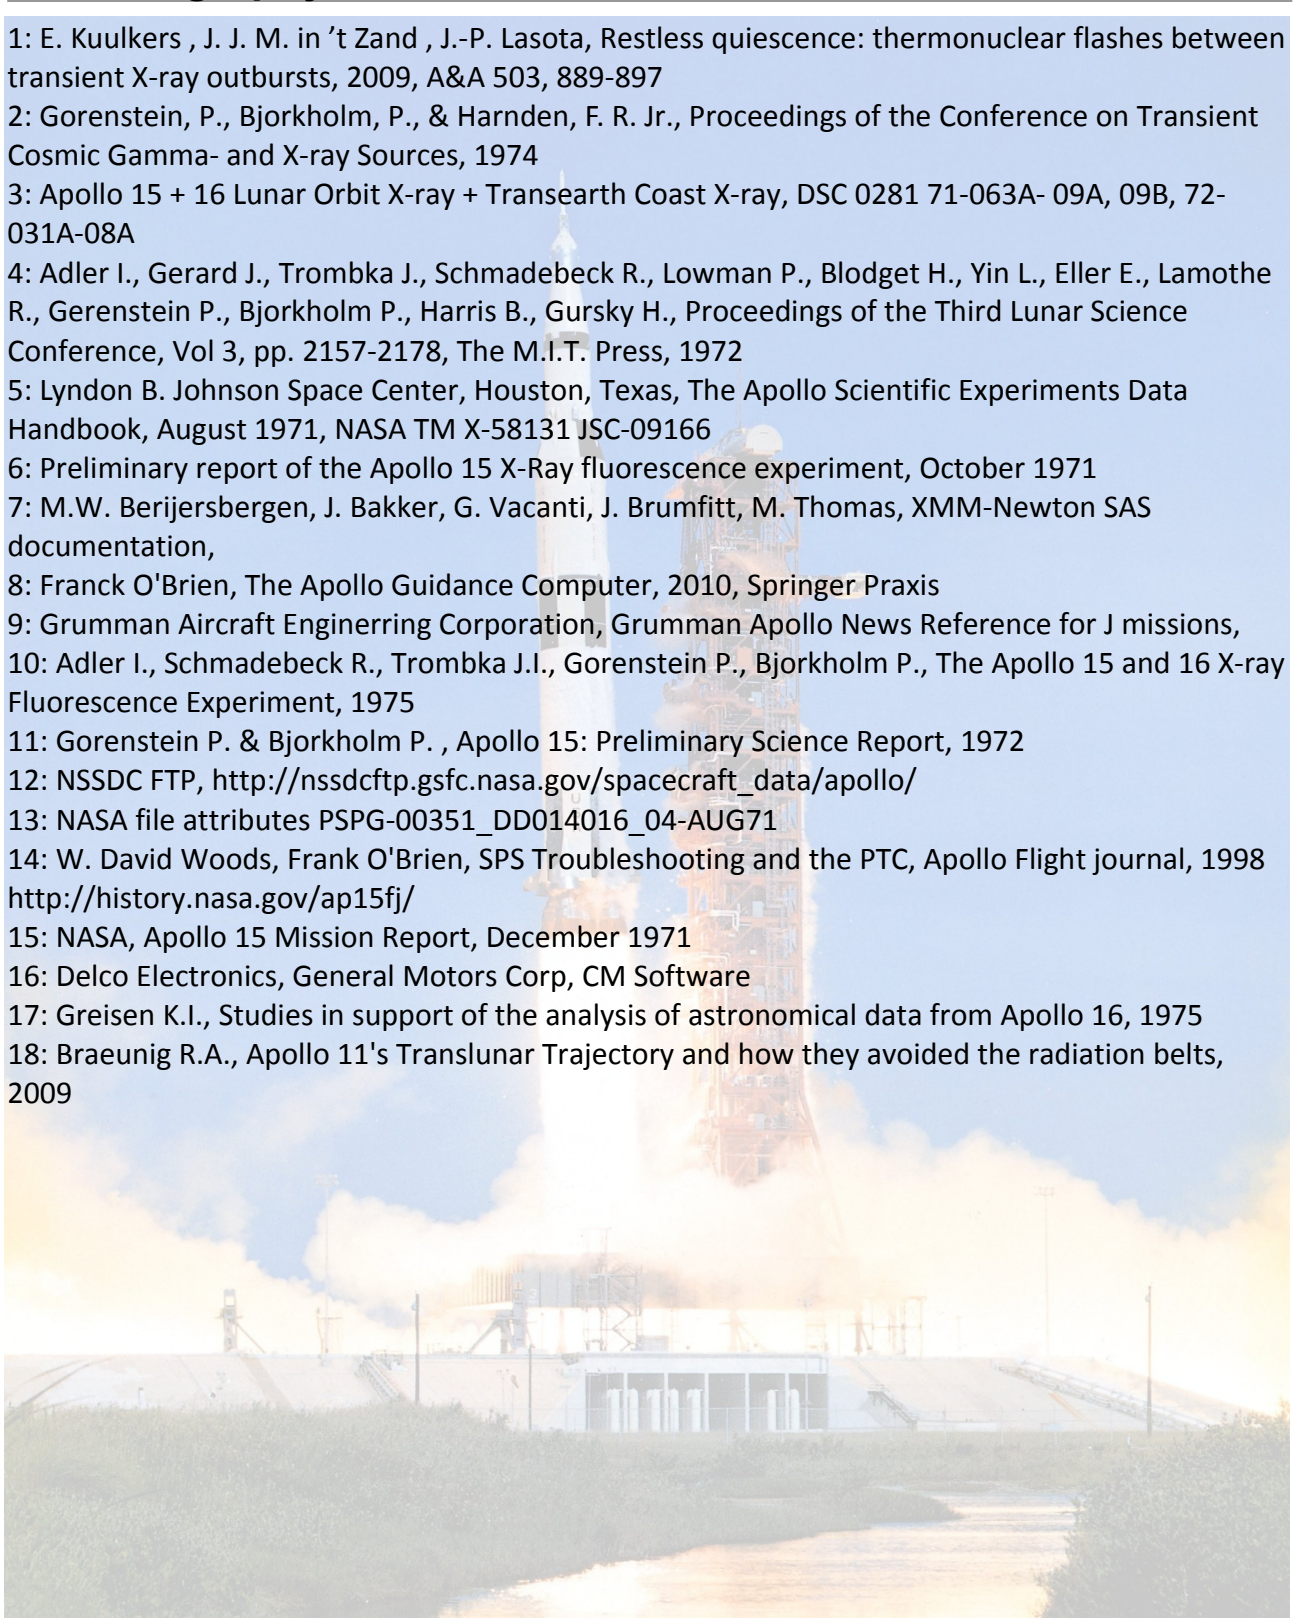 1: E. Kuulkers , J. J. M. in ’t Zand , J.-P. Lasota, Restless quiescence: thermonuclear flashes between
transient X-ray outbursts, 2009, A&A 503, 889-897
2: Gorenstein, P., Bjorkholm, P., & Harnden, F. R. Jr., Proceedings of the Conference on Transient
Cosmic Gamma- and X-ray Sources, 1974
3: Apollo 15 + 16 Lunar Orbit X-ray + Transearth Coast X-ray, DSC 0281 71-063A- 09A, 09B, 72-
031A-08A
4: Adler I., Gerard J., Trombka J., Schmadebeck R., Lowman P., Blodget H., Yin L., Eller E., Lamothe
R., Gerenstein P., Bjorkholm P., Harris B., Gursky H., Proceedings of the Third Lunar Science
Conference, Vol 3, pp. 2157-2178, The M.I.T. Press, 1972
5: Lyndon B. Johnson Space Center, Houston, Texas, The Apollo Scientific Experiments Data
Handbook, August 1971, NASA TM X-58131 JSC-09166
6: Preliminary report of the Apollo 15 X-Ray fluorescence experiment, October 1971
7: M.W. Berijersbergen, J. Bakker, G. Vacanti, J. Brumfitt, M. Thomas, XMM-Newton SAS
documentation,
8: Franck O'Brien, The Apollo Guidance Computer, 2010, Springer Praxis
9: Grumman Aircraft Enginerring Corporation, Grumman Apollo News Reference for J missions,
10: Adler I., Schmadebeck R., Trombka J.I., Gorenstein P., Bjorkholm P., The Apollo 15 and 16 X-ray
Fluorescence Experiment, 1975
11: Gorenstein P. & Bjorkholm P. , Apollo 15: Preliminary Science Report, 1972
12: NSSDC FTP, http://nssdcftp.gsfc.nasa.gov/spacecraft_data/apollo/
13: NASA file attributes PSPG-00351_DD014016_04-AUG71
14: W. David Woods, Frank O'Brien, SPS Troubleshooting and the PTC, Apollo Flight journal, 1998
http://history.nasa.gov/ap15fj/
15: NASA, Apollo 15 Mission Report, December 1971
16: Delco Electronics, General Motors Corp, CM Software
17: Greisen K.I., Studies in support of the analysis of astronomical data from Apollo 16, 1975
18: Braeunig R.A., Apollo 11's Translunar Trajectory and how they avoided the radiation belts,
2009